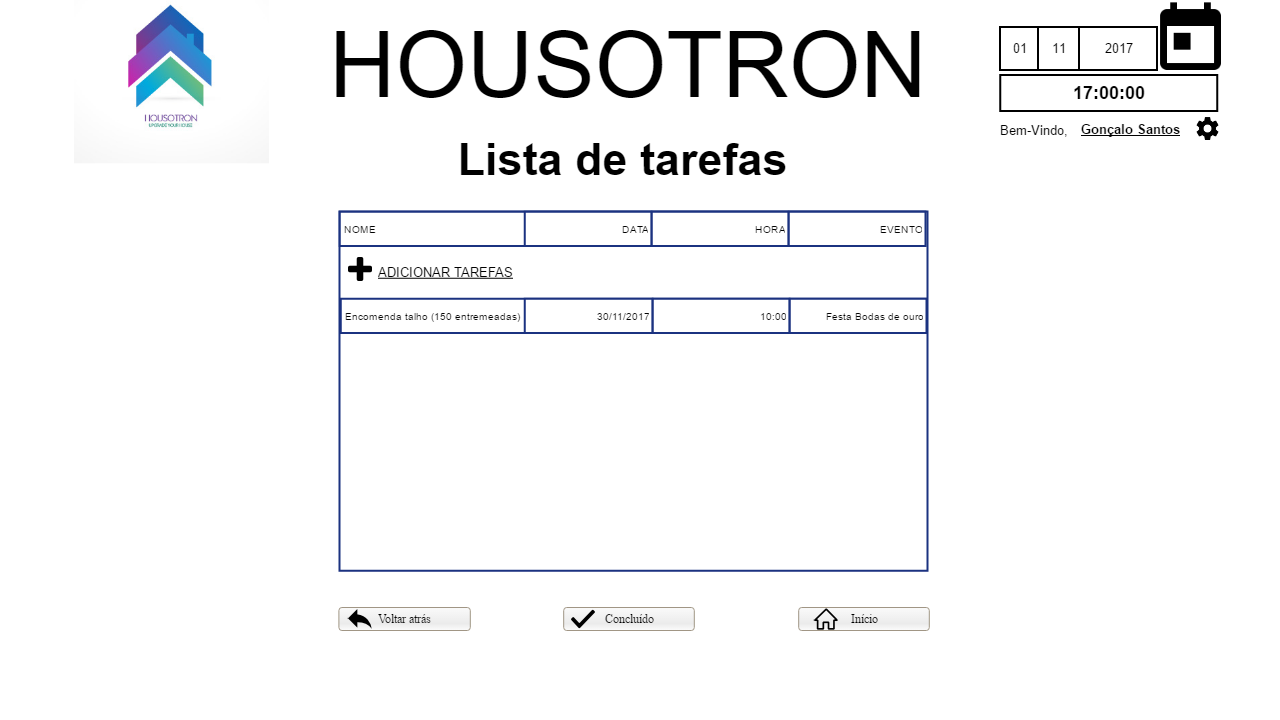 HOUSOTRON
UPGRADE YOUR HOUSE
HOUSOTRON
01 11 2017
17:00:00
Bem-Vindo, Gonçalo Santos
Lista de tarefas
NOME DATA HORA EVENTO
ADICIONAR TAREFAS
Encomenda talho (150 entremeadas) 30/11/2017 10:00 Festa Bodas de ouro
Voltar atrás Concluído Início